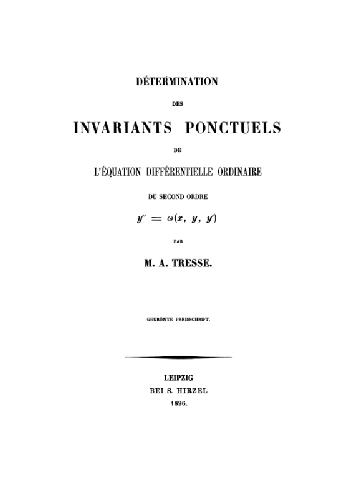 DÉTERMINATION
DES
INVARIANTS PONCTUELS
DE
L'ÉQUATION DIFFÉRENTIELLE ORDINAIRE
DU SECOND ORDRE
y″ = ω(x, y, y′)
PAR
M. A. TRESSE.
GEKRÖNTE PREISSCHRIFT.
LEIPZIG
BEI S. HIRZEL
1896.